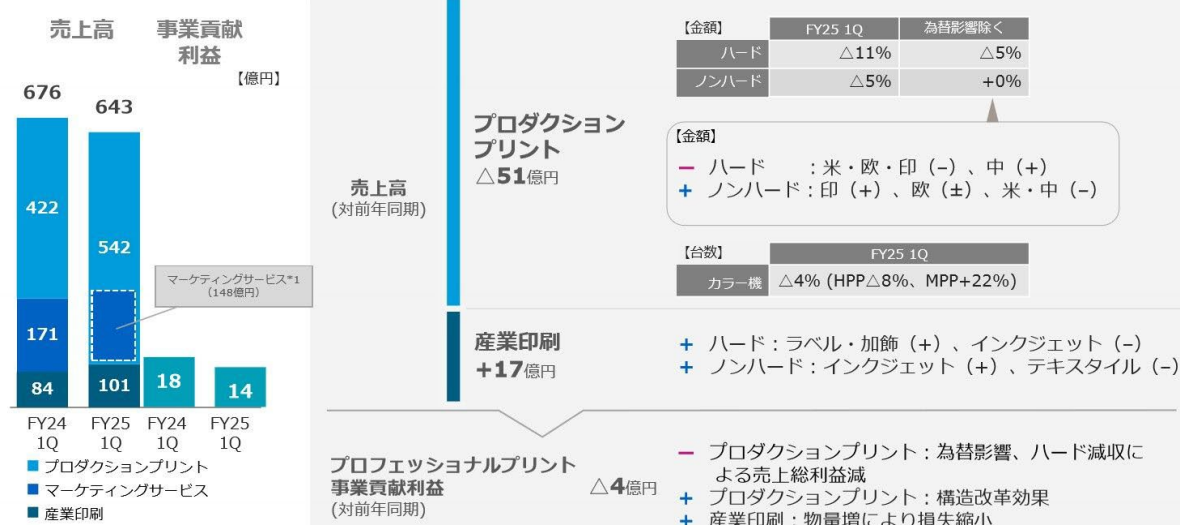 売上高
事業貢献
利益
【億円】
676
643
422
542
マーケティングサービス*1
(148億円)
171
84
101
18
14
FY24
1Q
FY25
1Q
FY24
1Q
FY25
1Q
プロダクションプリント
マーケティングサービス
産業印刷
売上高
(対前年同期)
プロダクション
プリント
△51億円
【金額】 FY25 1Q 為替影響除く
ハード △11% △5%
ノンハード △5% +0%
【金額】
− ハード :米・欧・印(–)、中(+)
+ ノンハード:印(+)、欧(±)、米・中(–)
【台数】 FY25 1Q
カラー機 △4% (HPP△8%、MPP+22%)
産業印刷
+17億円
+ ハード:ラベル・加飾(+)、インクジェット(–)
+ ノンハード:インクジェット(+)、テキスタイル(–)
プロフェッショナルプリント
事業貢献利益
(対前年同期)
△4億円
− プロダクションプリント:為替影響、ハード減収に
よる売上総利益減
+ プロダクションプリント:構造改革効果
+ 産業印刷:物量増により損失縮小